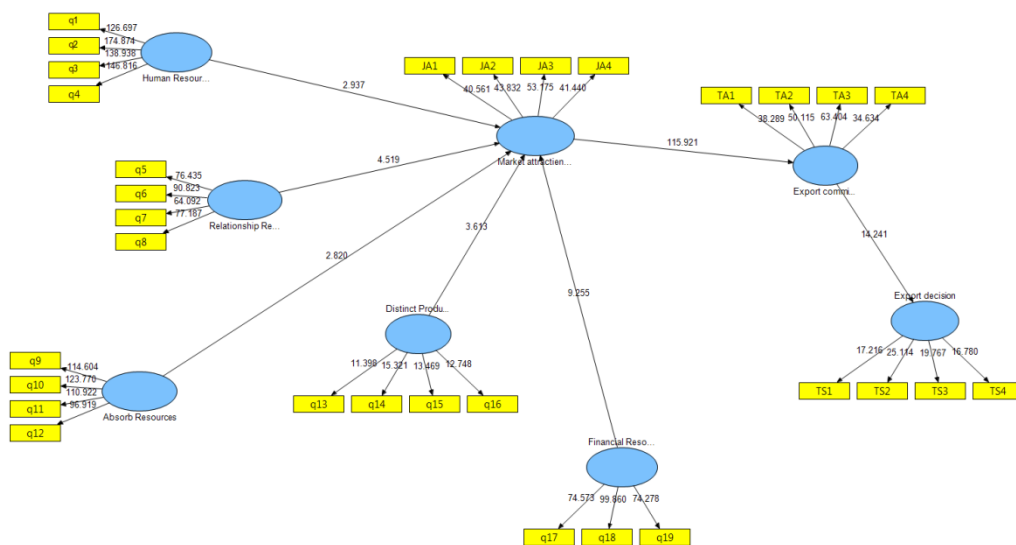 q1
126.697
q2
174.874
q3
138.938
146.816
q4
Human Resour...
2.937
JA1
JA2
JA3
JA4
40.561
43.832
53.175
41.440
Market attraction...
115.921
TA1
TA2
TA3
TA4
38.289
50.115
63.404
34.634
Export commi...
q5
76.435
q6
90.823
q7
64.092
77.187
q8
Relationship Re...
4.519
2.820
3.613
9.255
14.241
Export decision
17.216
25.114
19.767
16.780
TS1
TS2
TS3
TS4
Distinct Produ...
11.398
15.321
13.469
12.748
q13
q14
q15
q16
q9
114.604
q10
123.770
q11
110.922
96.919
q12
Absorb Resources
Financial Reso...
74.573
99.860
74.278
q17
q18
q19